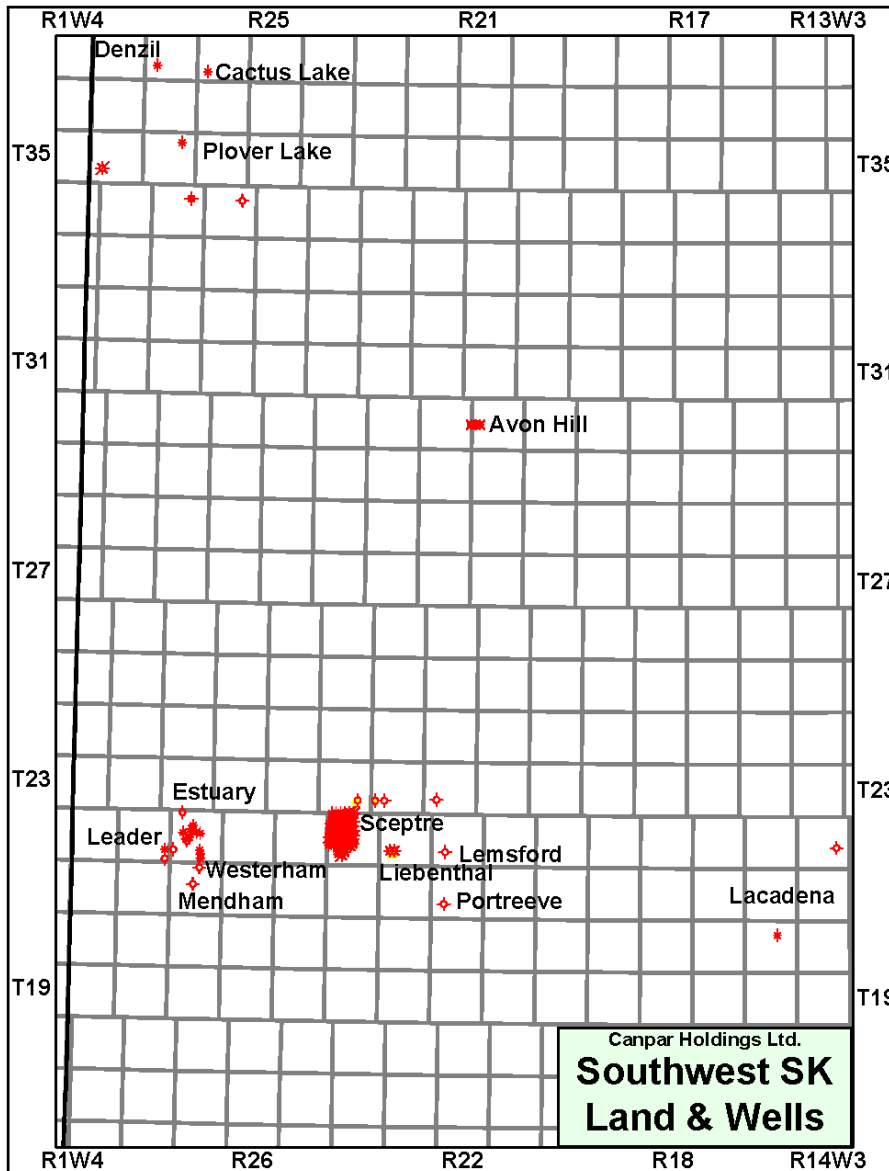 R1W4 R25 R21 R17 R13W3
Denzil
Cactus Lake
T35 Plover Lake T35
T31 T31
Avon Hill
T27 T27
T23 T23
Estuary
Sceptre
Leader
Lemsford
Westerham Liebenthal
Mendham Portreeve Lacadena
T19 T19
Canpar Holdings Ltd.
Southwest SK
Land & Wells
R1W4 R26 R22 R18 R14W3